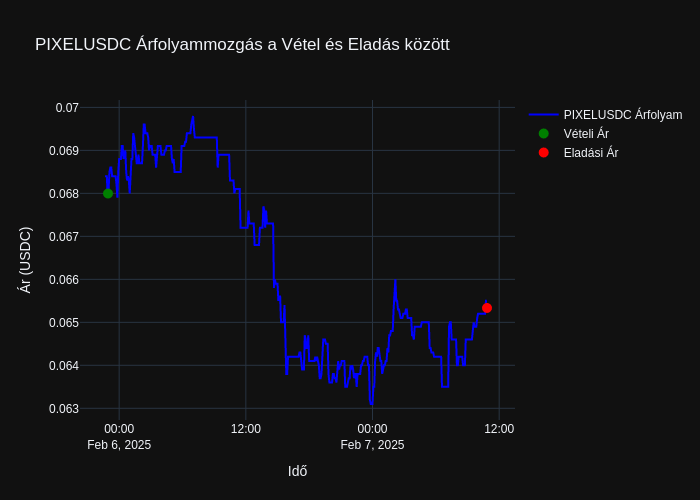 PIXELUSDC Árfolyammozgás a Vétel és Eladás között
PIXELUSDC Árfolyam
Vételi Ár
Eladási Ár
Ár (USDC)
0.07
0.069
0.068
0.067
0.066
0.065
0.064
0.063
00:00
Feb 6, 2025
12:00
00:00
Feb 7, 2025
12:00
Idő